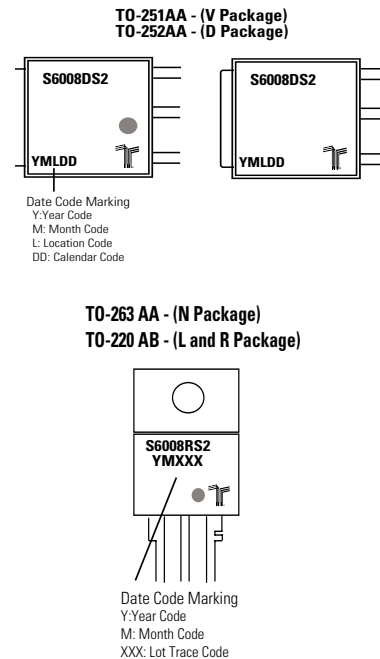 TO-251AA - (V Package)
TO-252AA - (D Package)
S6008DS2
YMLDD
S6008DS2
YMLDD
Date Code Marking
Y:Year Code
M: Month Code
L: Location Code
DD: Calendar Code
TO-263 AA - (N Package)
TO-220 AB - (L and R Package)
S6008RS2
YMXXX
Date Code Marking
Y:Year Code
M: Month Code
XXX: Lot Trace Code